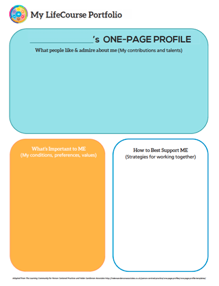 My LifeCourse Portfolio
's ONE-PAGE PROFILE
What people like & admire about me (My contributions and talents)
What's Important to ME
(My conditions, preferences, values)
How to Best Support ME
(Strategies for working together)